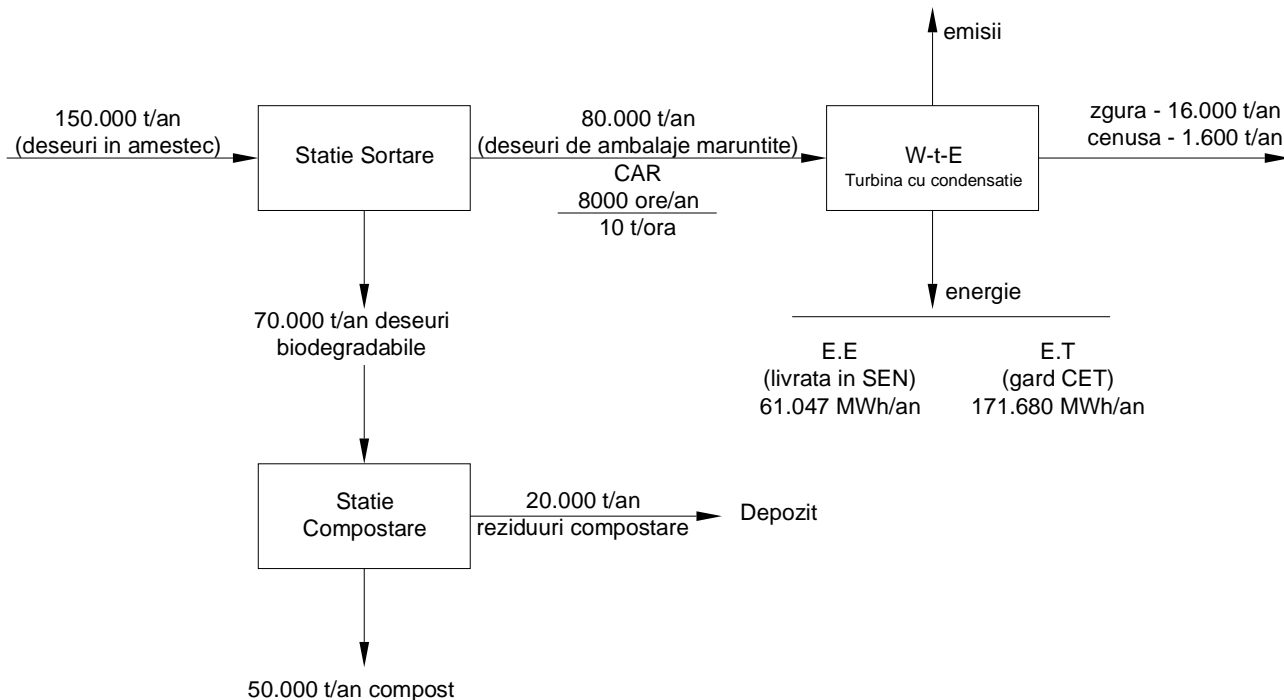 emisii
150.000 t/an
(deseuri in amestec)
Statie Sortare
80.000 t/an
(deseuri de ambalaje maruntite)
CAR
8000 ore/an
10 t/ora
W-t-E
Turbina cu condensatie
zgura - 16.000 t/an
cenusa - 1.600 t/an
energie
70.000 t/an deseuri
biodegradabile
E.E
(livrata in SEN)
61.047 MWh/an
E.T
(gard CET)
171.680 MWh/an
Statie
Compostare
20.000 t/an
reziduuri compostare
Depozit
50.000 t/an compost